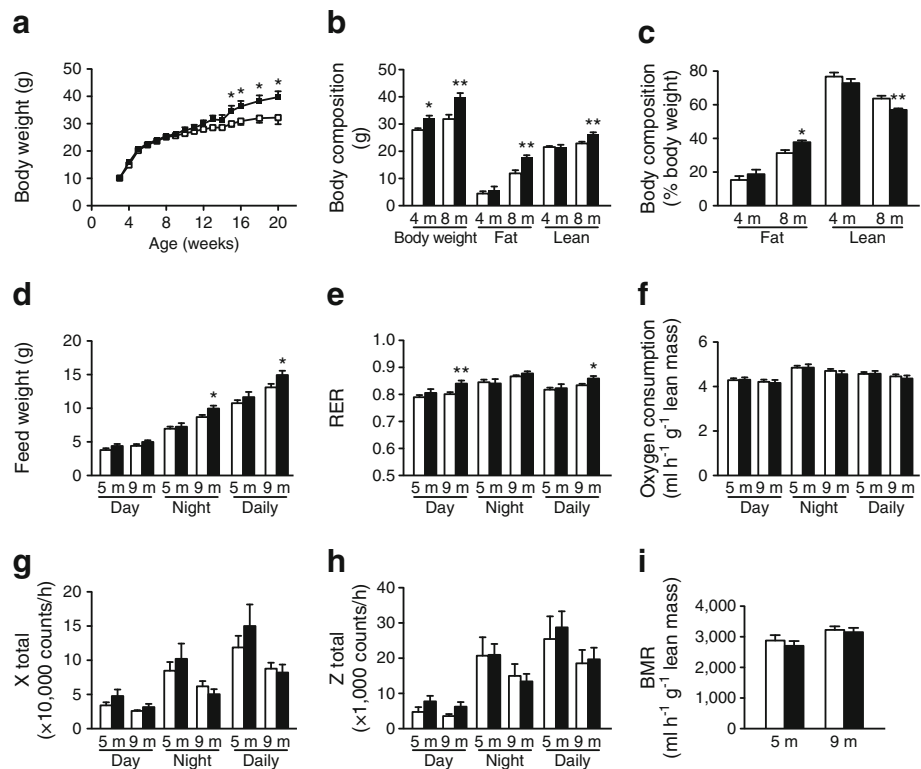 a
Body weight (g)
50
40
30
20
10
0
0 4 8 12 16 20
Age (weeks)
* * * *
b
Body composition
(g)
50
40
30
20
10
0
* ** ** **
4 m 8 m 4 m 8 m 4 m 8 m
Body weight Fat Lean
c
Body composition
(% body weight)
80
60
40
20
0
* **
4 m 8 m 4 m 8 m
Fat Lean
d
Feed weight (g)
20
15
10
5
0
* *
5 m 9 m 5 m 9 m 5 m 9 m
Day Night Daily
e
RER
1.0
0.9
0.8
0.7
0.6
0.5
** *
5 m 9 m 5 m 9 m 5 m 9 m
Day Night Daily
f
Oxygen consumption
(ml h⁻¹ g⁻¹ lean mass)
6
4
2
0
5 m 9 m 5 m 9 m 5 m 9 m
Day Night Daily
g
X total
(×10,000 counts/h)
20
15
10
5
0
5 m 9 m 5 m 9 m 5 m 9 m
Day Night Daily
h
Z total
(×1,000 counts/h)
40
30
20
10
0
5 m 9 m 5 m 9 m 5 m 9 m
Day Night Daily
i
BMR
(ml h⁻¹ g⁻¹ lean mass)
4,000
3,000
2,000
1,000
0
5 m 9 m